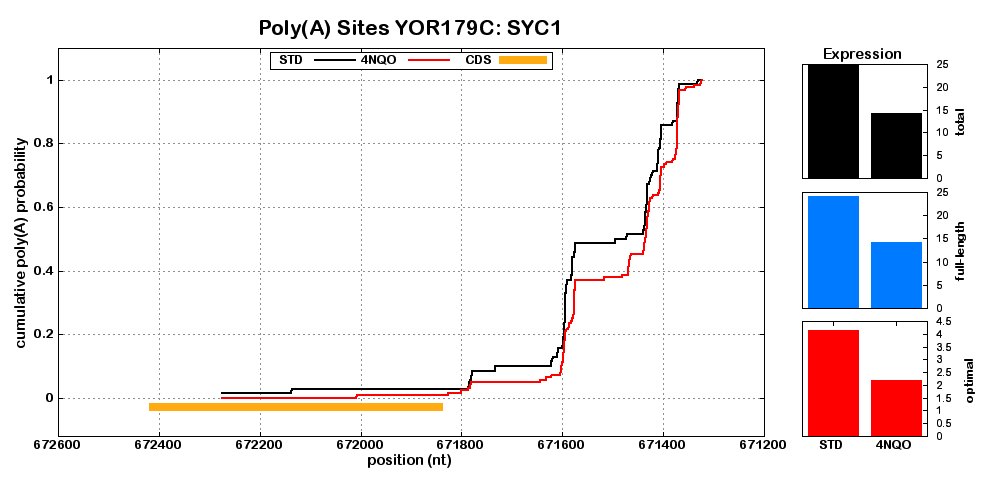 Poly(A) Sites YOR179C: SYC1
STD 4NQO CDS
cumulative poly(A) probability
1
0.8
0.6
0.4
0.2
0
672600 672400 672200 672000 671800 671600 671400 671200
position (nt)
Expression
25
20
15
10
5
0
total
25
20
15
10
5
0
full-length
4.5
4
3.5
3
2.5
2
1.5
1
0.5
0
optimal
STD 4NQO